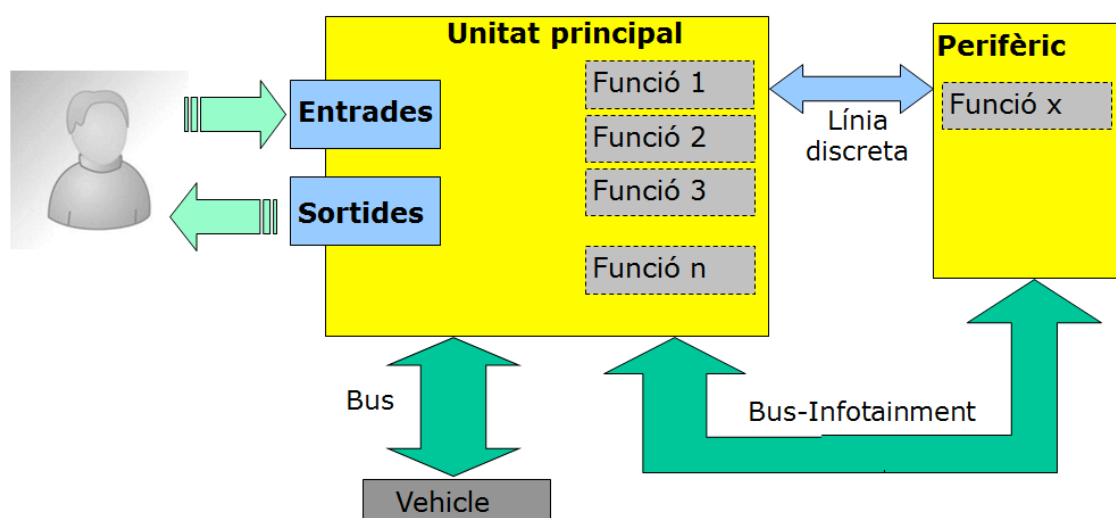 Unitat principal
Entrades
Sortides
Funció 1
Funció 2
Funció 3
Funció n
Línia
discreta
Perifèric
Funció x
Bus
Bus-Infotainment
Vehicle